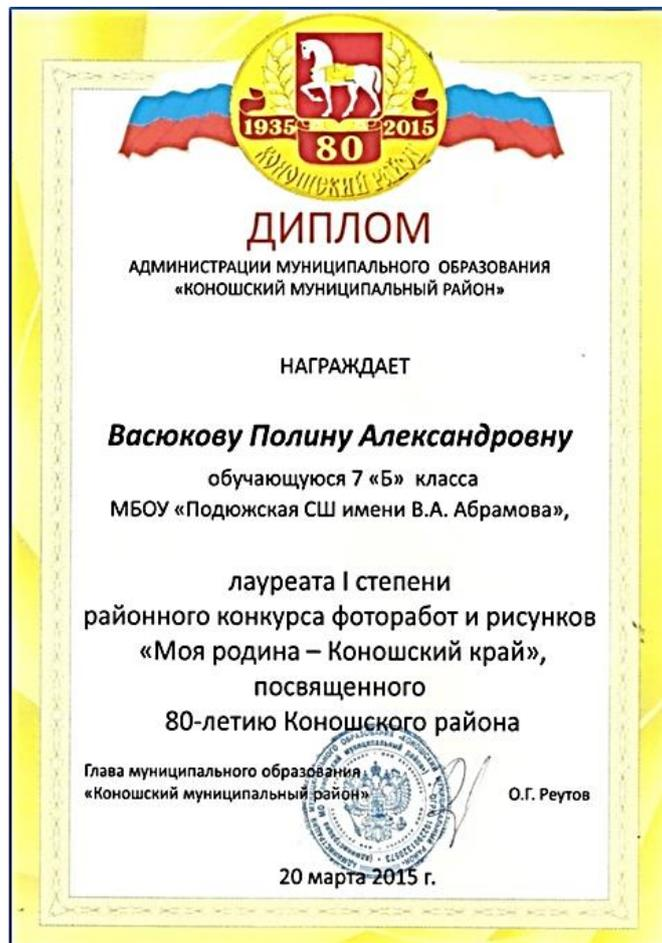 1935 2015
80
КОНОШСКИЙ РАЙОН
ДИПЛОМ
АДМИНИСТРАЦИИ МУНИЦИПАЛЬНОГО ОБРАЗОВАНИЯ
«КОНОШСКИЙ МУНИЦИПАЛЬНЫЙ РАЙОН»
НАГРАЖДАЕТ
Васюкову Полину Александровну
обучающуюся 7 «Б» класса
МБОУ «Подюжская СШ имени В.А. Абрамова»,
лауреата I степени
районного конкурса фоторабот и рисунков
«Моя родина – Коношский край»,
посвященного
80-летию Коношского района
Глава муниципального образования
«Коношский муниципальный район»
О.Г. Реутов
20 марта 2015 г.